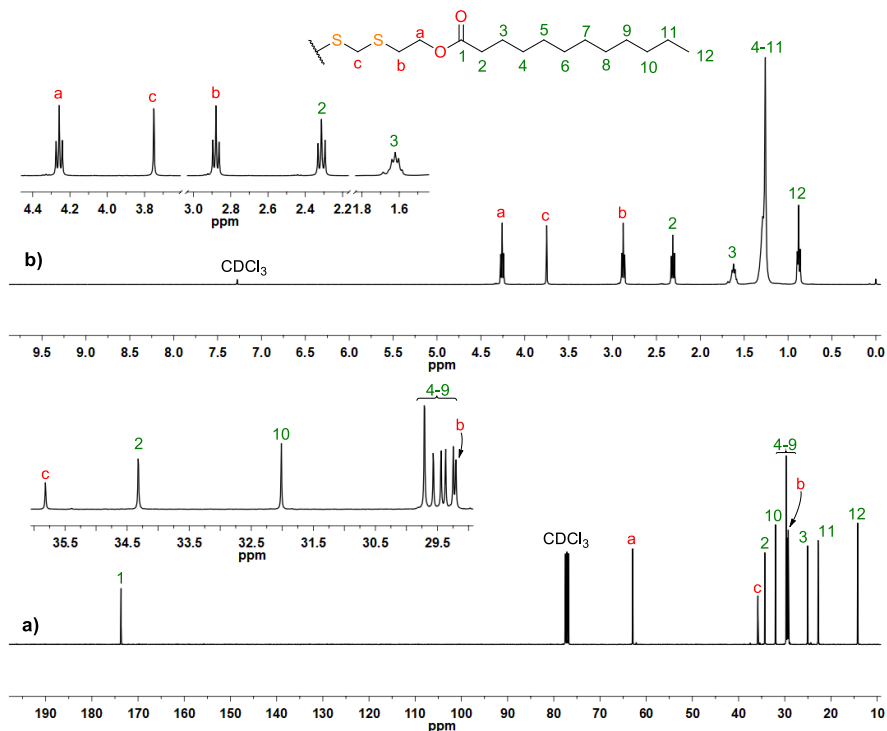 O
S S a O 3 5 7 9 11
c b 1 2 4 6 8 10 12
4-11
a c b 2 3
4.4 4.2 4.0 3.8 3.0 2.8 2.6 2.4 2.2 1.8 1.6
ppm
12
a c b 2 3
b)
CDCl3
9.5 9.0 8.5 8.0 7.5 7.0 6.5 6.0 5.5 5.0 4.5 4.0 3.5 3.0 2.5 2.0 1.5 1.0 0.5 0.0
ppm
4-9
c 2 10 b
35.5 34.5 33.5 32.5 31.5 30.5 29.5
ppm
4-9
b
CDCl3
1 a c 2 10 3 11 12
a)
190 180 170 160 150 140 130 120 110 100 90 80 70 60 50 40 30 20 10
ppm